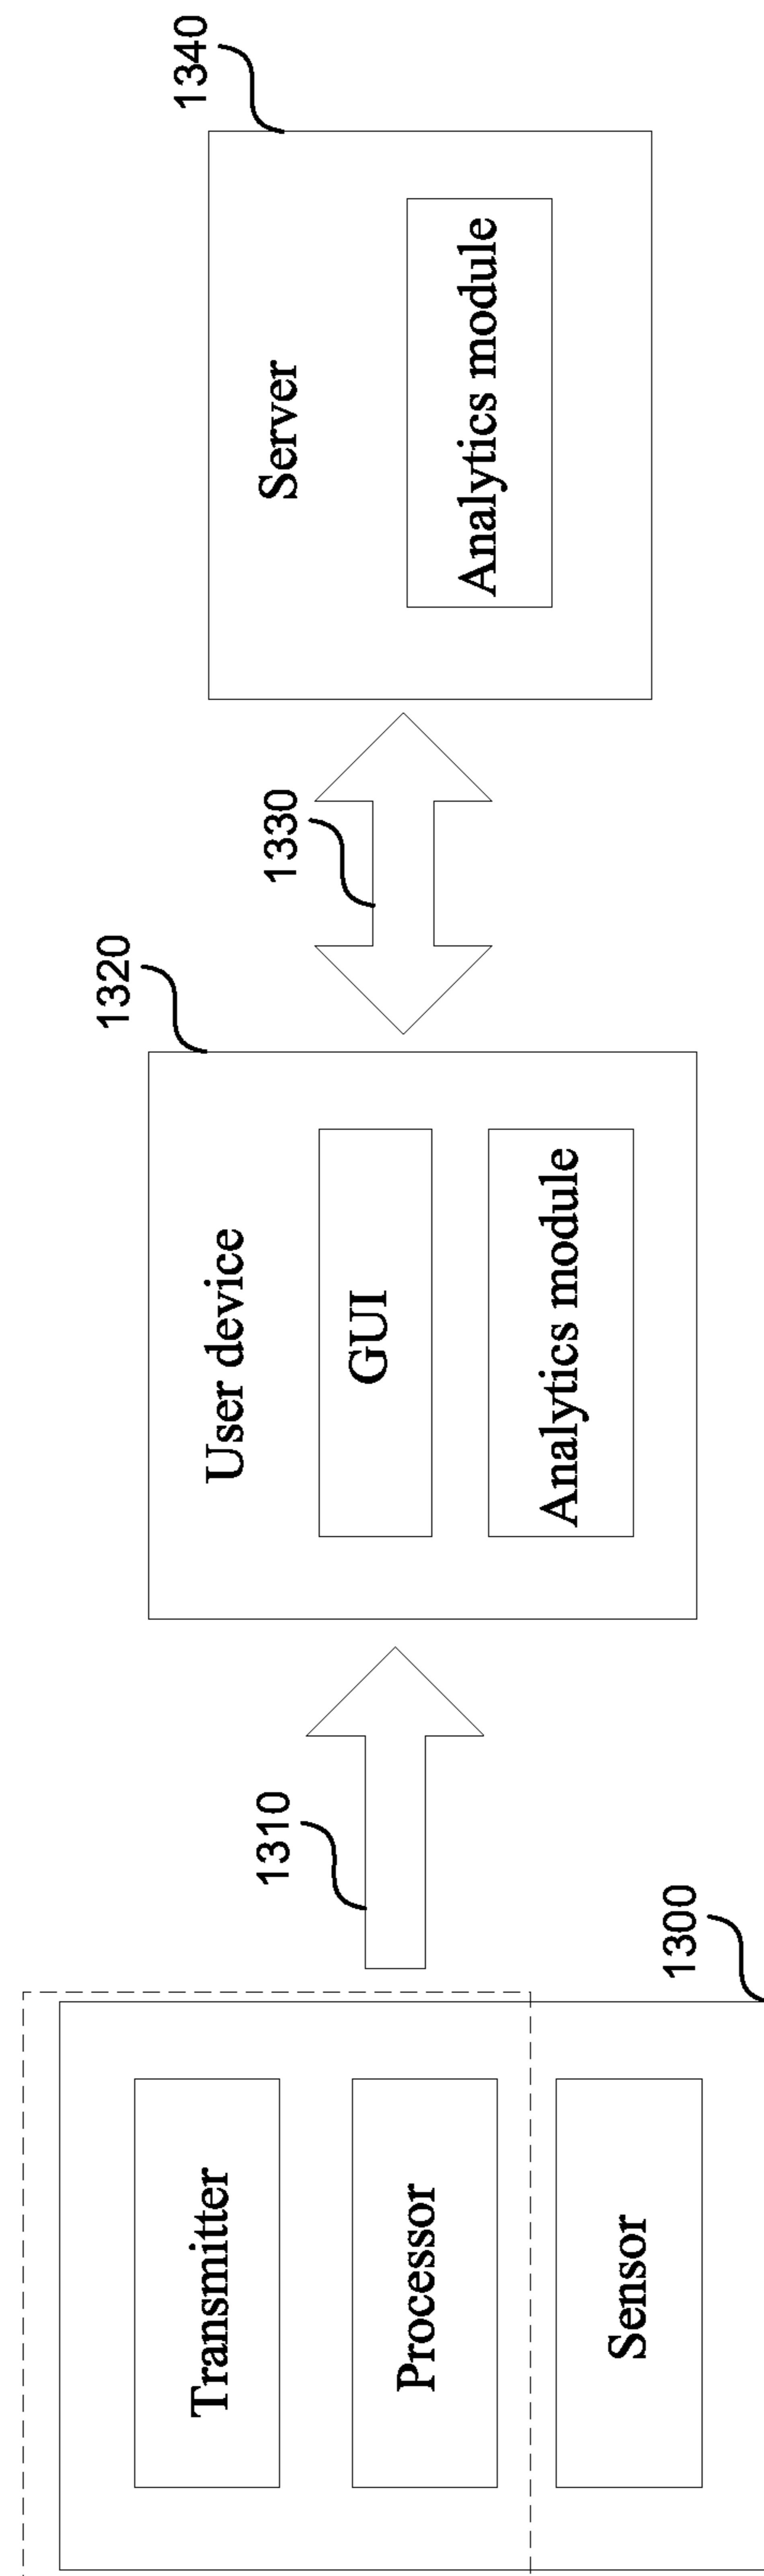 1300
Transmitter
Processor
Sensor
1310
1320
User device
GUI
Analytics module
1330
1340
Server
Analytics module